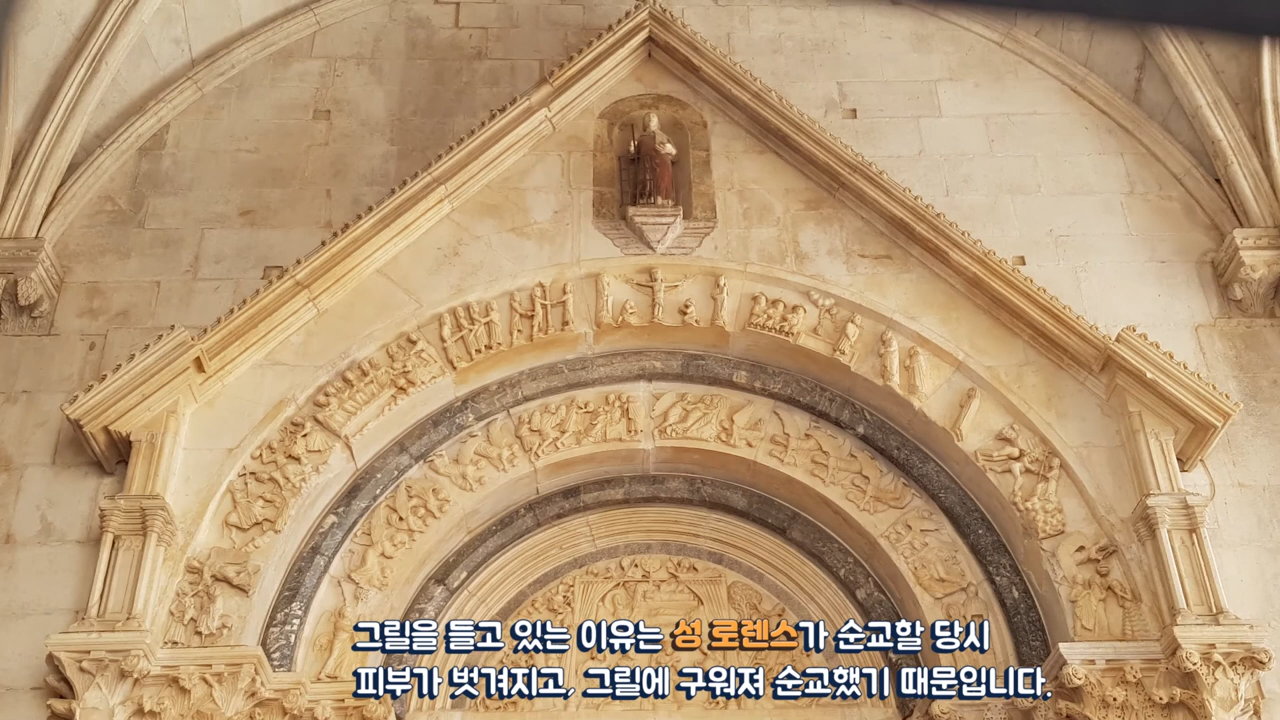 그릴을 들고 있는 이유는 성 로렌스가 순교할 당시
피부가 벗겨지고, 그릴에 구워져 순교했기 때문입니다.